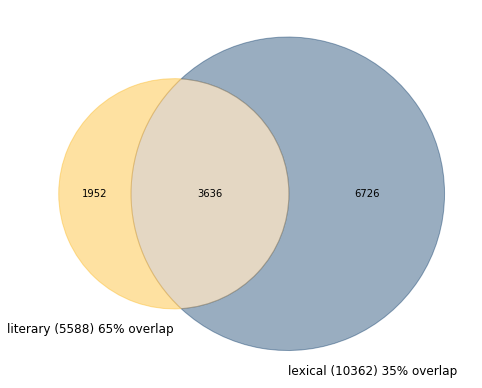 1952
3636
6726
literary (5588) 65% overlap
lexical (10362) 35% overlap